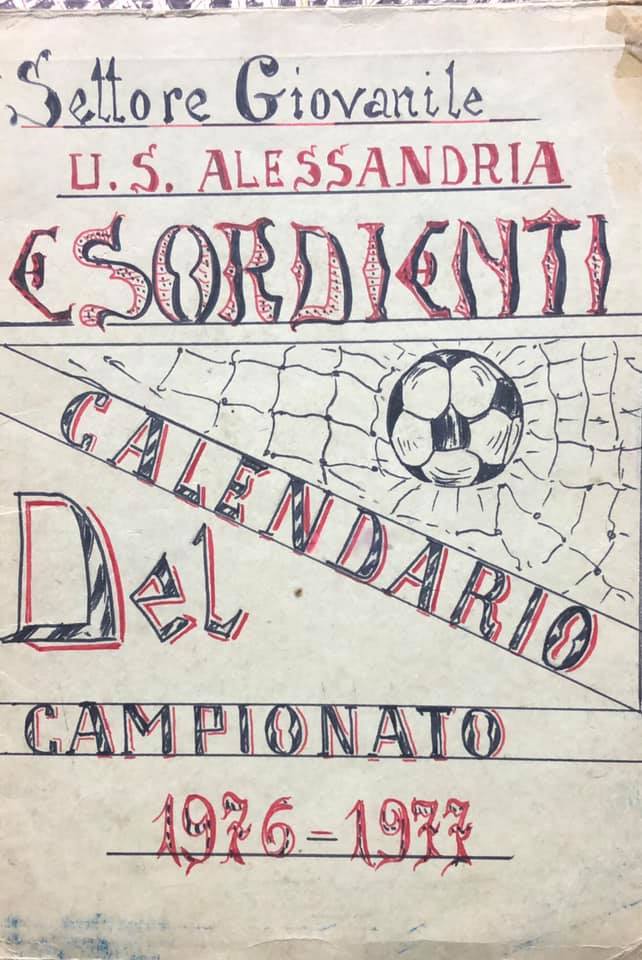 Settore Giovanile
U.S. ALESSANDRIA
ESORDIENTI
CALENDARIO
Del
CAMPIONATO
1976-1977